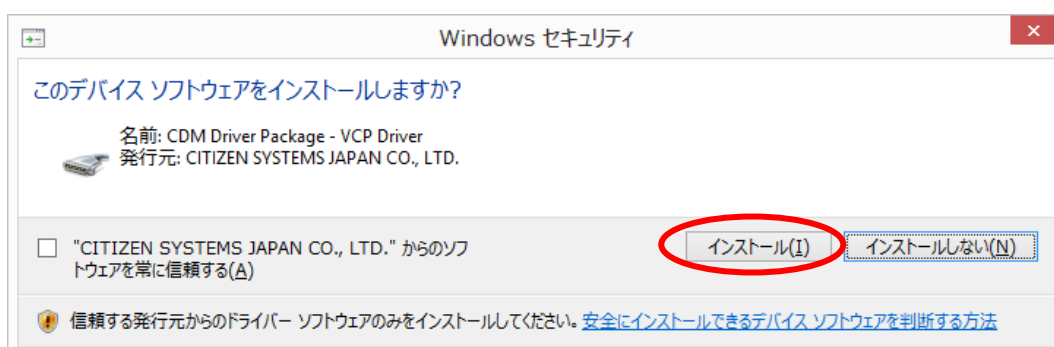 Windows セキュリティ
このデバイス ソフトウェアをインストールしますか?
名前: CDM Driver Package - VCP Driver
発行元: CITIZEN SYSTEMS JAPAN CO., LTD.
"CITIZEN SYSTEMS JAPAN CO., LTD." からのソフ
トウェアを常に信頼する(A)
インストール(I) インストールしない(N)
信頼する発行元からのドライバー ソフトウェアのみをインストールしてください。安全にインストールできるデバイス ソフトウェアを判断する方法